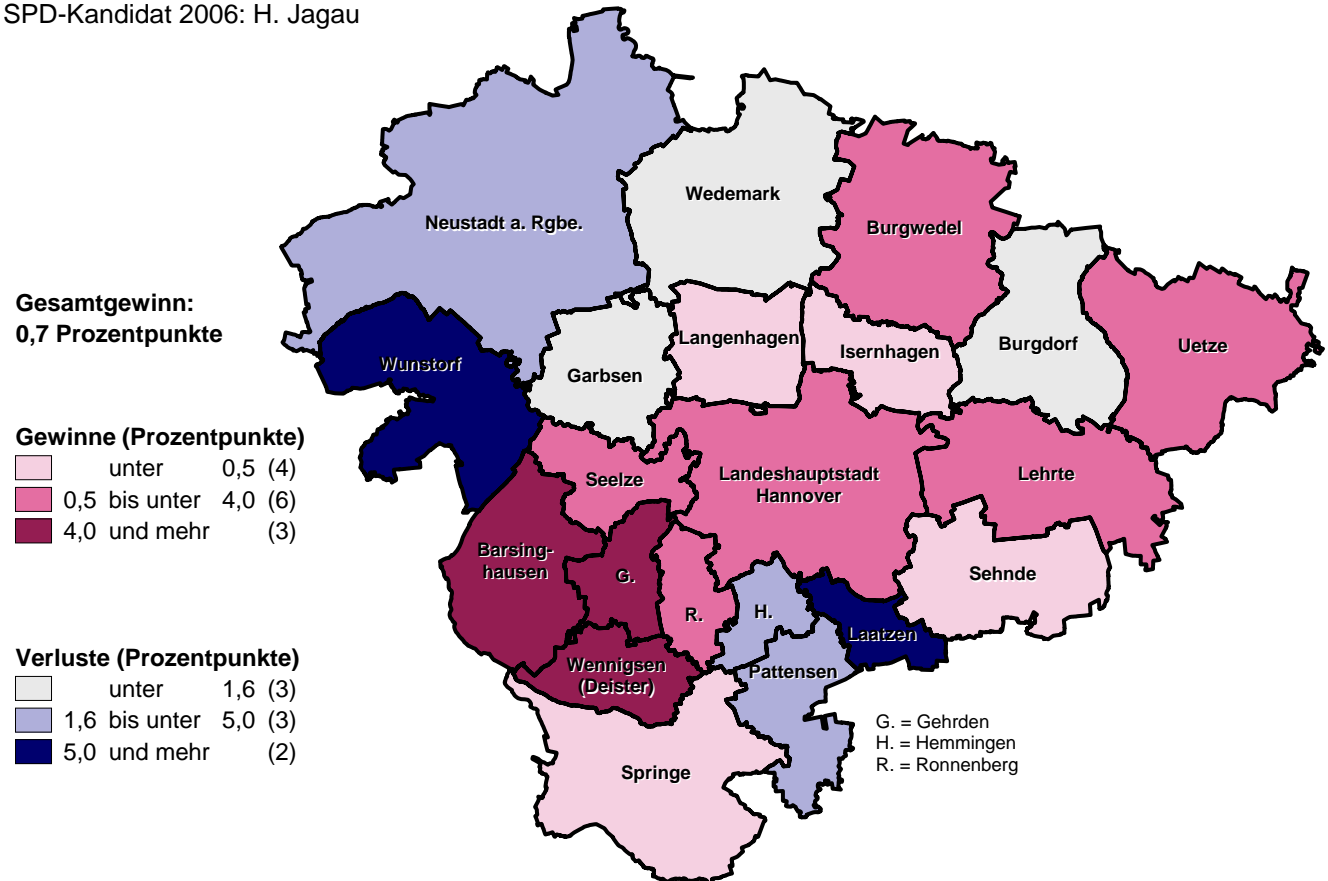 SPD-Kandidat 2006: H. Jagau
Neustadt a. Rgbe.
Wedemark
Burgwedel
Gesamtgewinn:
0,7 Prozentpunkte
Wunstorf
Garbsen
Langenhagen
Isernhagen
Burgdorf
Uetze
Gewinne (Prozentpunkte)
unter 0,5 (4)
0,5 bis unter 4,0 (6)
4,0 und mehr (3)
Seelze
Landeshauptstadt
Hannover
Lehrte
Barsing-
hausen
G.
R.
H.
Sehnde
Laatzen
Wennigsen
(Deister)
Pattensen
Springe
Verluste (Prozentpunkte)
unter 1,6 (3)
1,6 bis unter 5,0 (3)
5,0 und mehr (2)
G. = Gehrden
H. = Hemmingen
R. = Ronnenberg